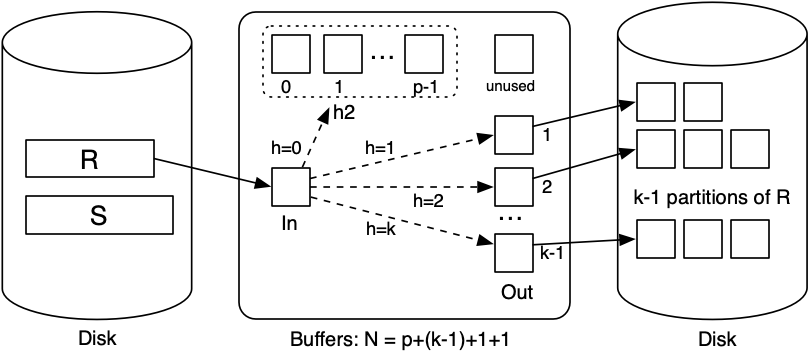 0 1 ... p-1 unused
h2
h=0 h=1
1
R
h=2
2
k-1 partitions of R
S
In
...
h=k
k-1
Out
Disk
Buffers: N = p+(k-1)+1+1
Disk